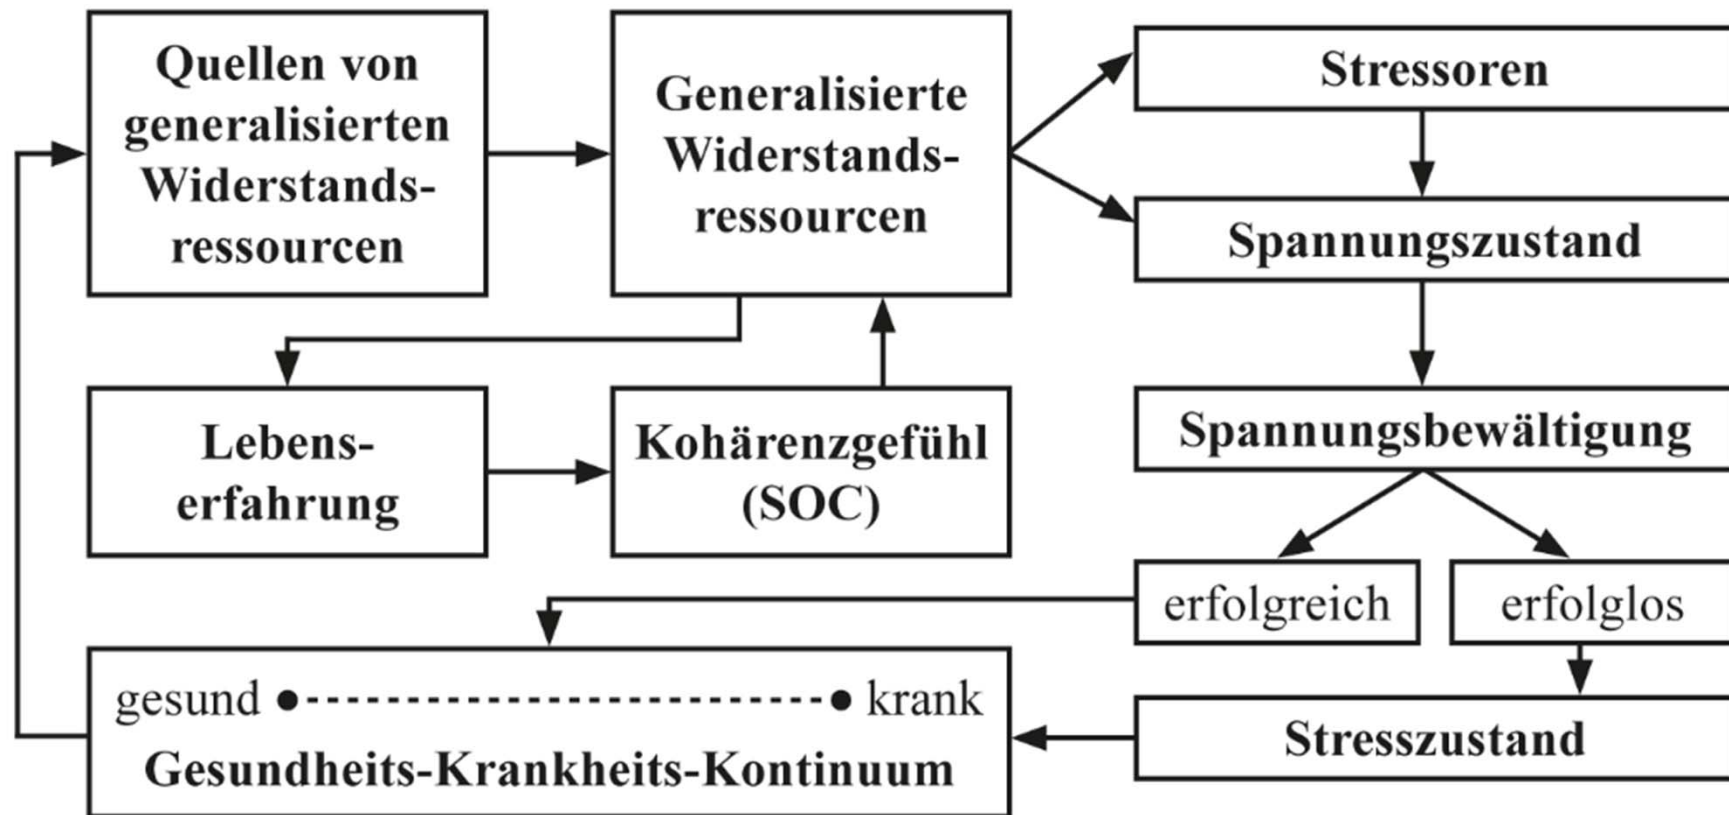 Quellen von
generalisierten
Widerstands-
ressourcen
Generalisierte
Widerstands-
ressourcen
Stressoren
Spannungszustand
Lebens-
erfahrung
Kohärenzgefühl
(SOC)
Spannungsbewältigung
erfolgreich
erfolglos
gesund
krank
Gesundheits-Krankheits-Kontinuum
Stresszustand